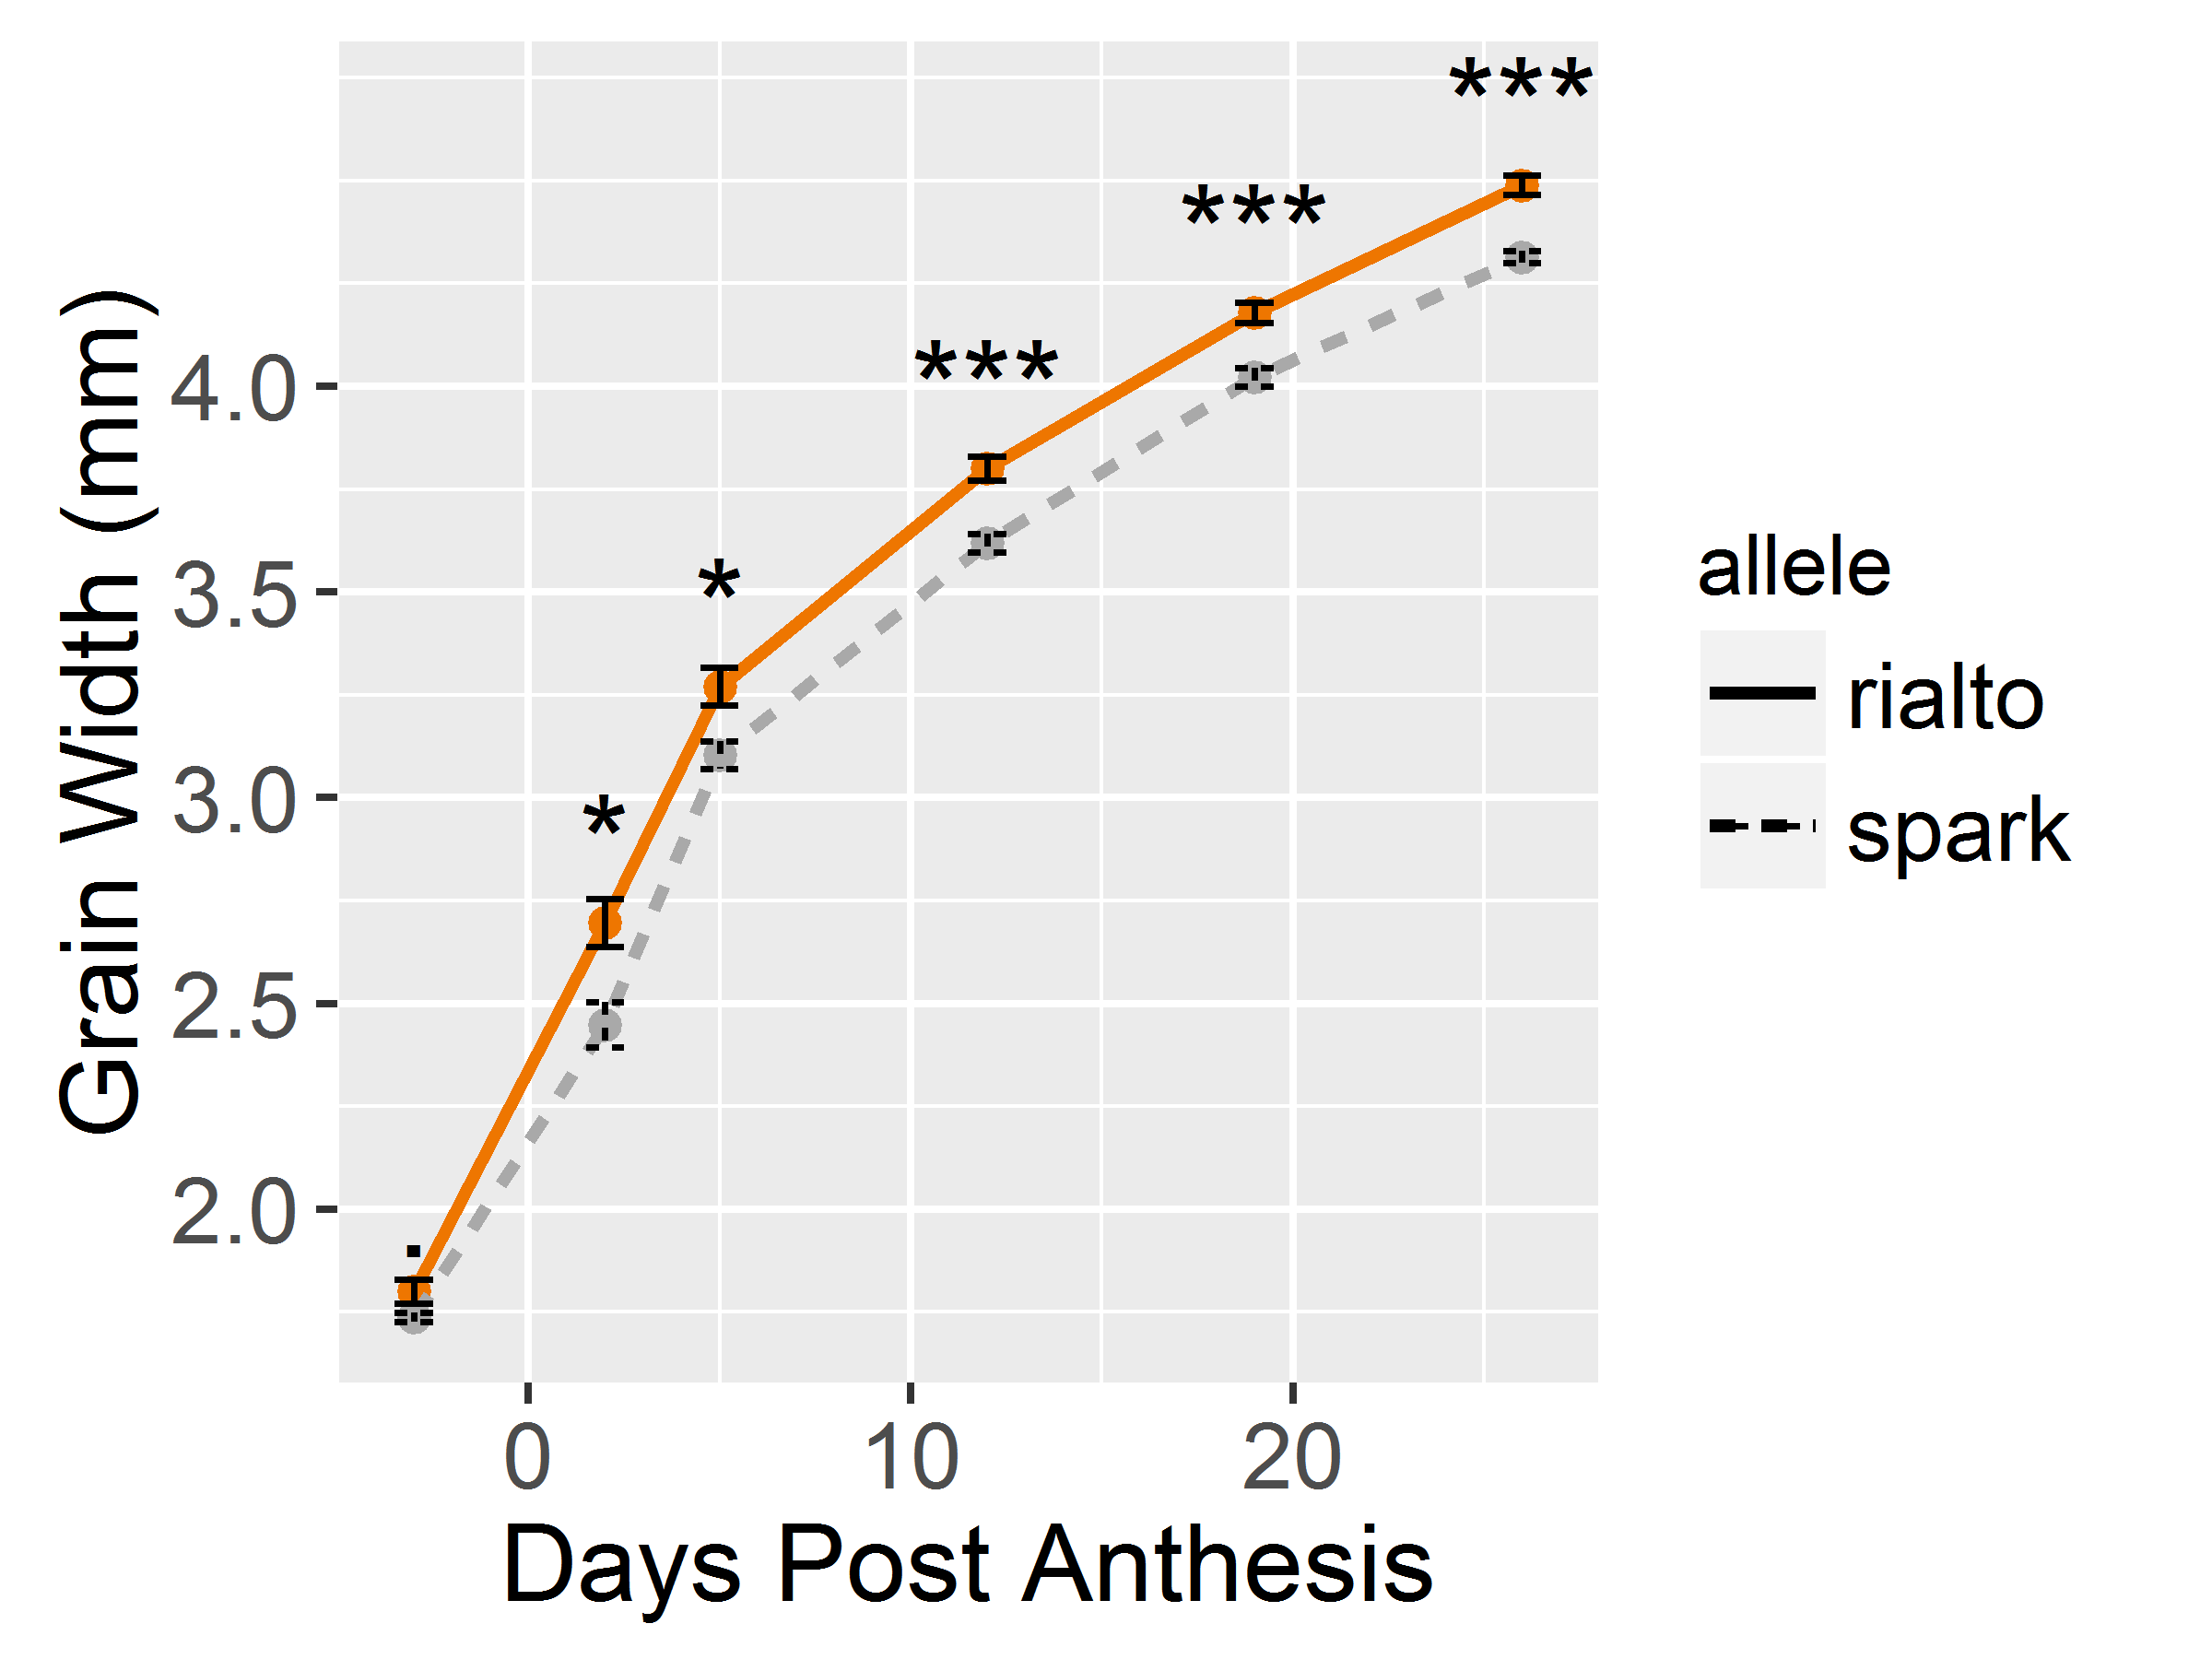 ***
***
***
*
*
.
Grain Width (mm)
4.0
3.5
3.0
2.5
2.0
0 10 20
Days Post Anthesis
allele
rialto
spark